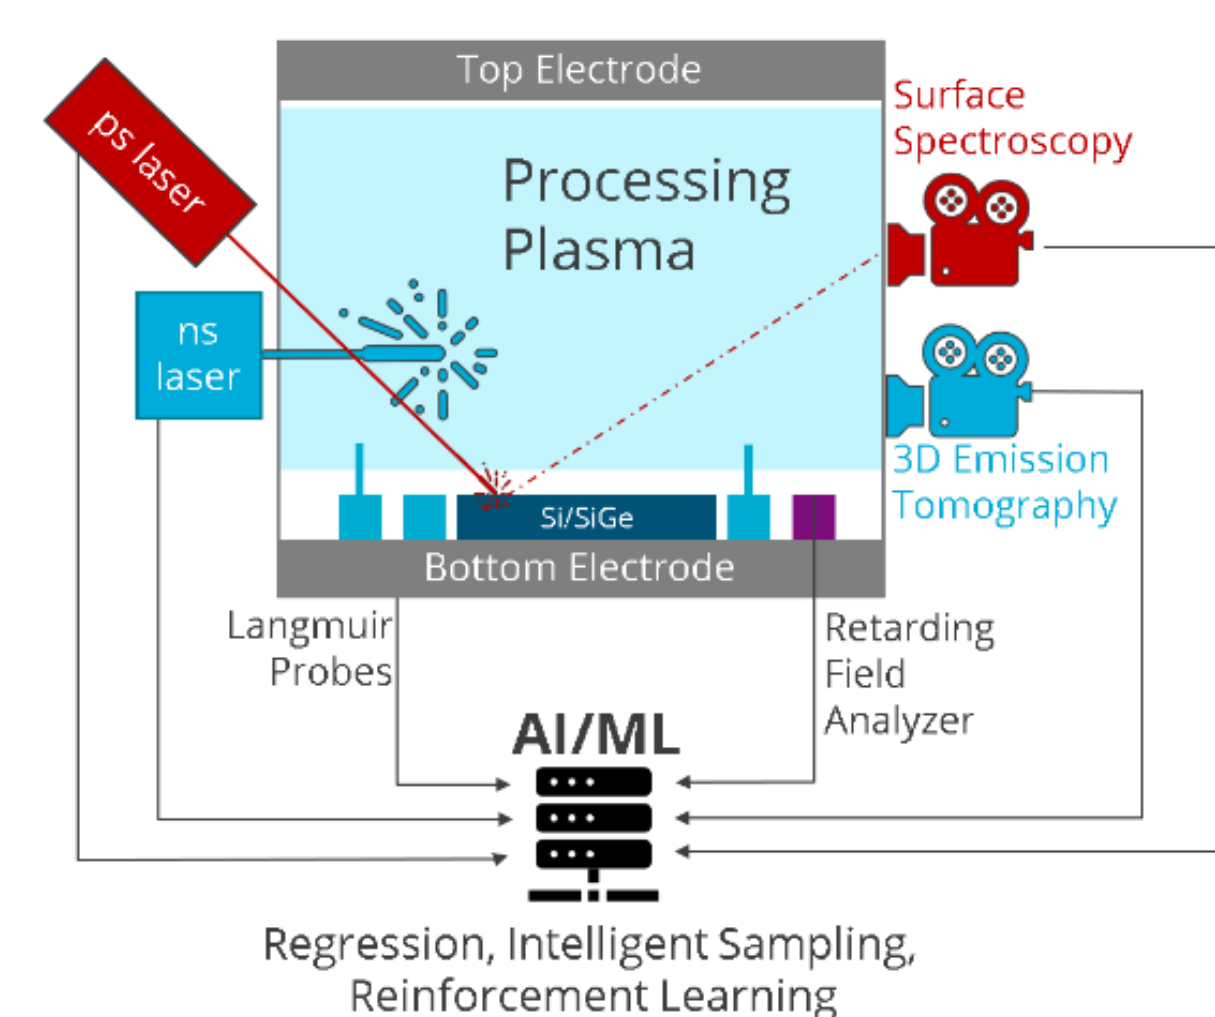 Top Electrode
ps laser
Surface
Spectroscopy
Processing
Plasma
ns
laser
3D Emission
Tomography
Si/SiGe
Bottom Electrode
Langmuir
Probes
Retarding
Field
Analyzer
AI/ML
Regression, Intelligent Sampling,
Reinforcement Learning